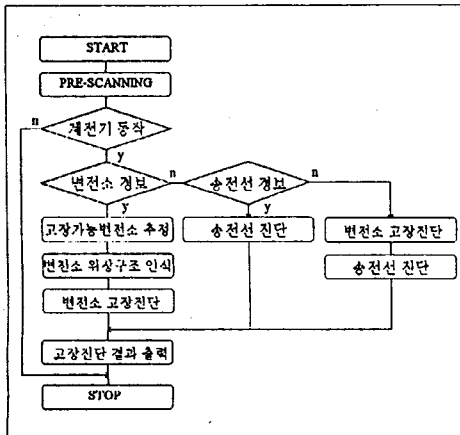 START
PRE-SCANNING
n
계전기 동작
y
변전소 경보
n
송전선 경보
n
y
y
고장가능변전소 추정
송전선 진단
변전소 고장진단
변전소 위상구조 인식
송전선 진단
변전소 고장진단
고장진단 결과 출력
STOP